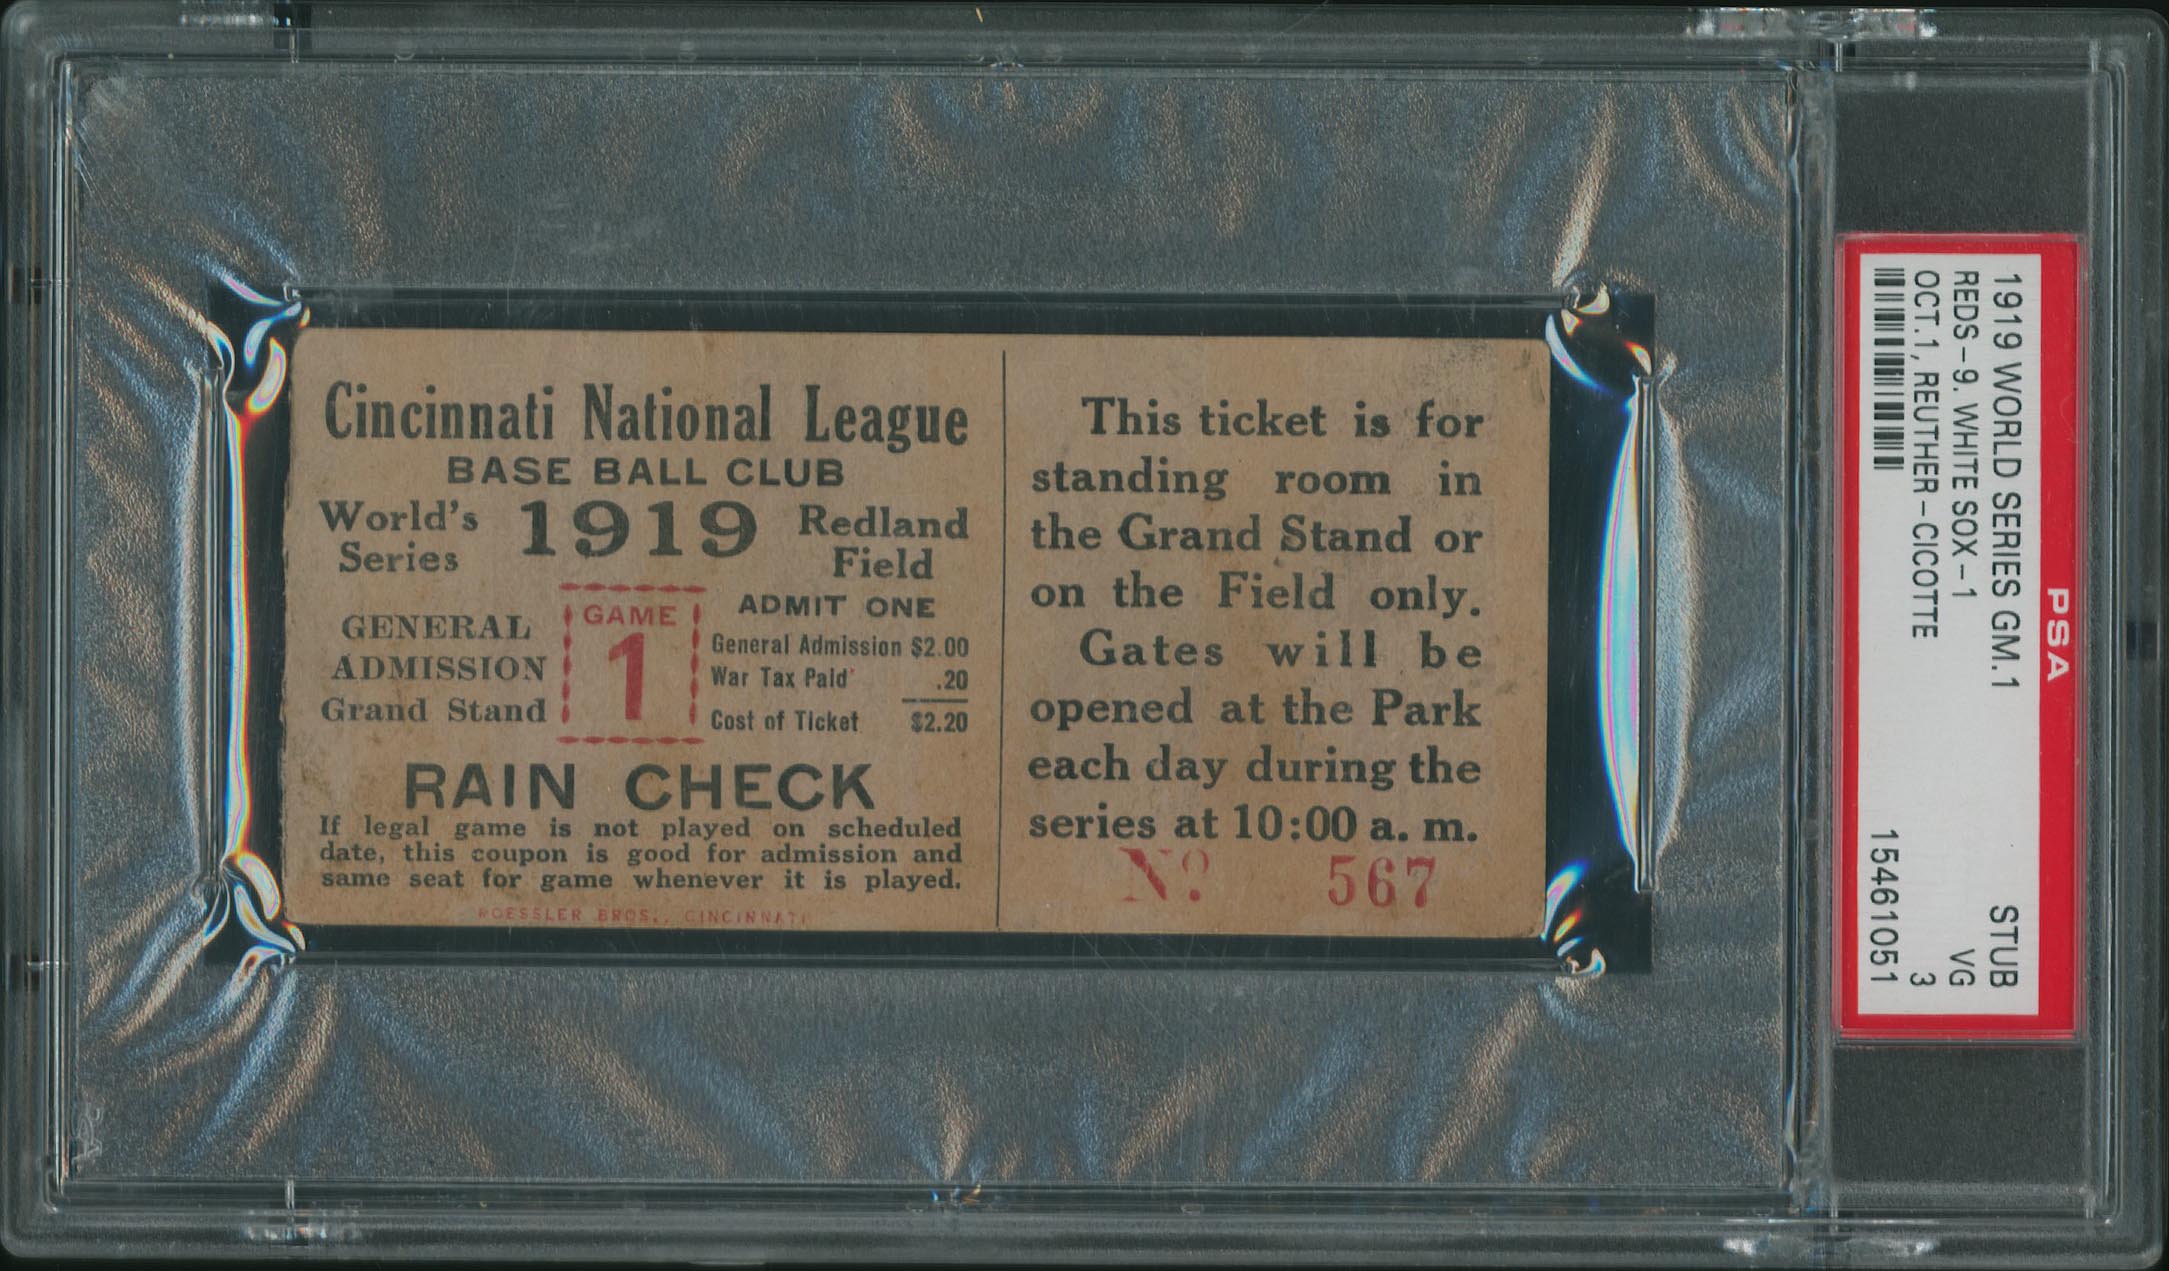 Cincinnati National League
BASE BALL CLUB
World's Series
1919
Redland Field
GENERAL
ADMISSION
Grand Stand
GAME
1
ADMIT ONE
General Admission $2.00
War Tax Paid .20
Cost of Ticket $2.20
RAIN CHECK
If legal game is not played on scheduled
date, this coupon is good for admission and
same seat for game whenever it is played.
ROESSLER BROS., CINCINNATI
This ticket is for
standing room in
the Grand Stand or
on the Field only.
Gates will be
opened at the Park
each day during the
series at 10:00 a. m.
No. 567
PSA
1919 WORLD SERIES GM. 1 STUB
REDS-9, WHITE SOX-1 VG
OCT. 1, REUTHER-CICOTTE 3
15461051
PSA